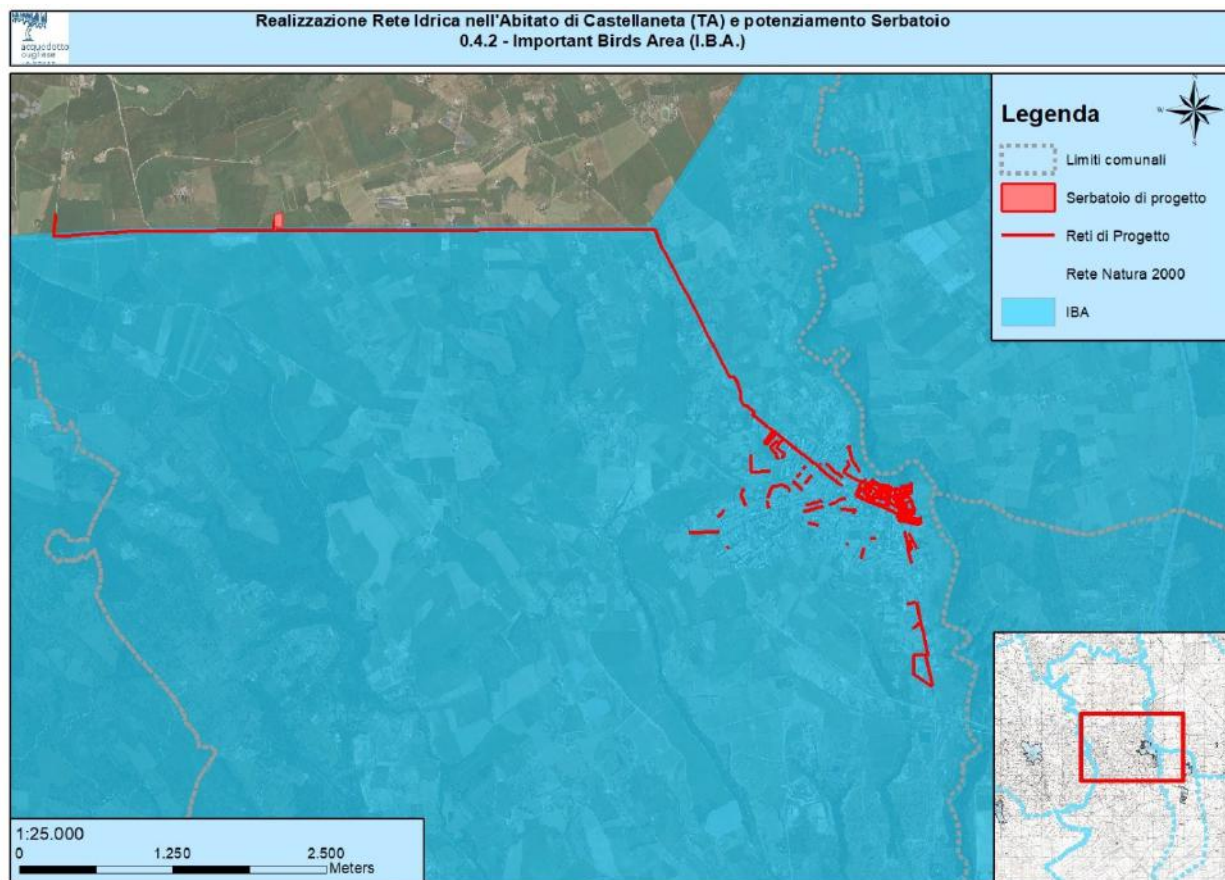 Realizzazione Rete Idrica nell'Abitato di Castellaneta (TA) e potenziamento Serbatoio
0.4.2 - Important Birds Area (I.B.A.)
acquedotto
pugliese
Legenda
Limiti comunali
Serbatoio di progetto
Reti di Progetto
Rete Natura 2000
IBA
1:25.000
0 1.250 2.500
Meters